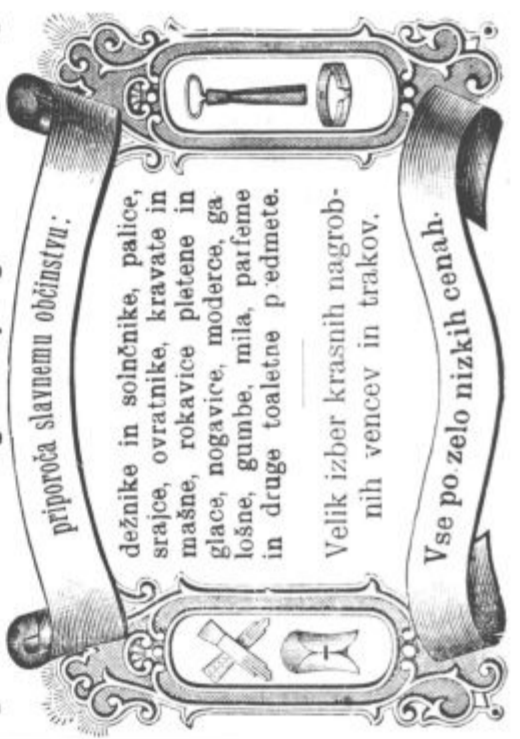 priporoča slavnemu občinstvu:
dežnike in solnčnike, palice,
srajce, ovratnike, kravate in
mašne, rokavice pletene in
glace, nogavice, moderce, ga
lošne, gumbe, mila, parfeme
in druge toaletne p edmete.
Velik izber krasnih nagrob-
nih vencev in trakov.
Vse po zelo nizkih cenah.